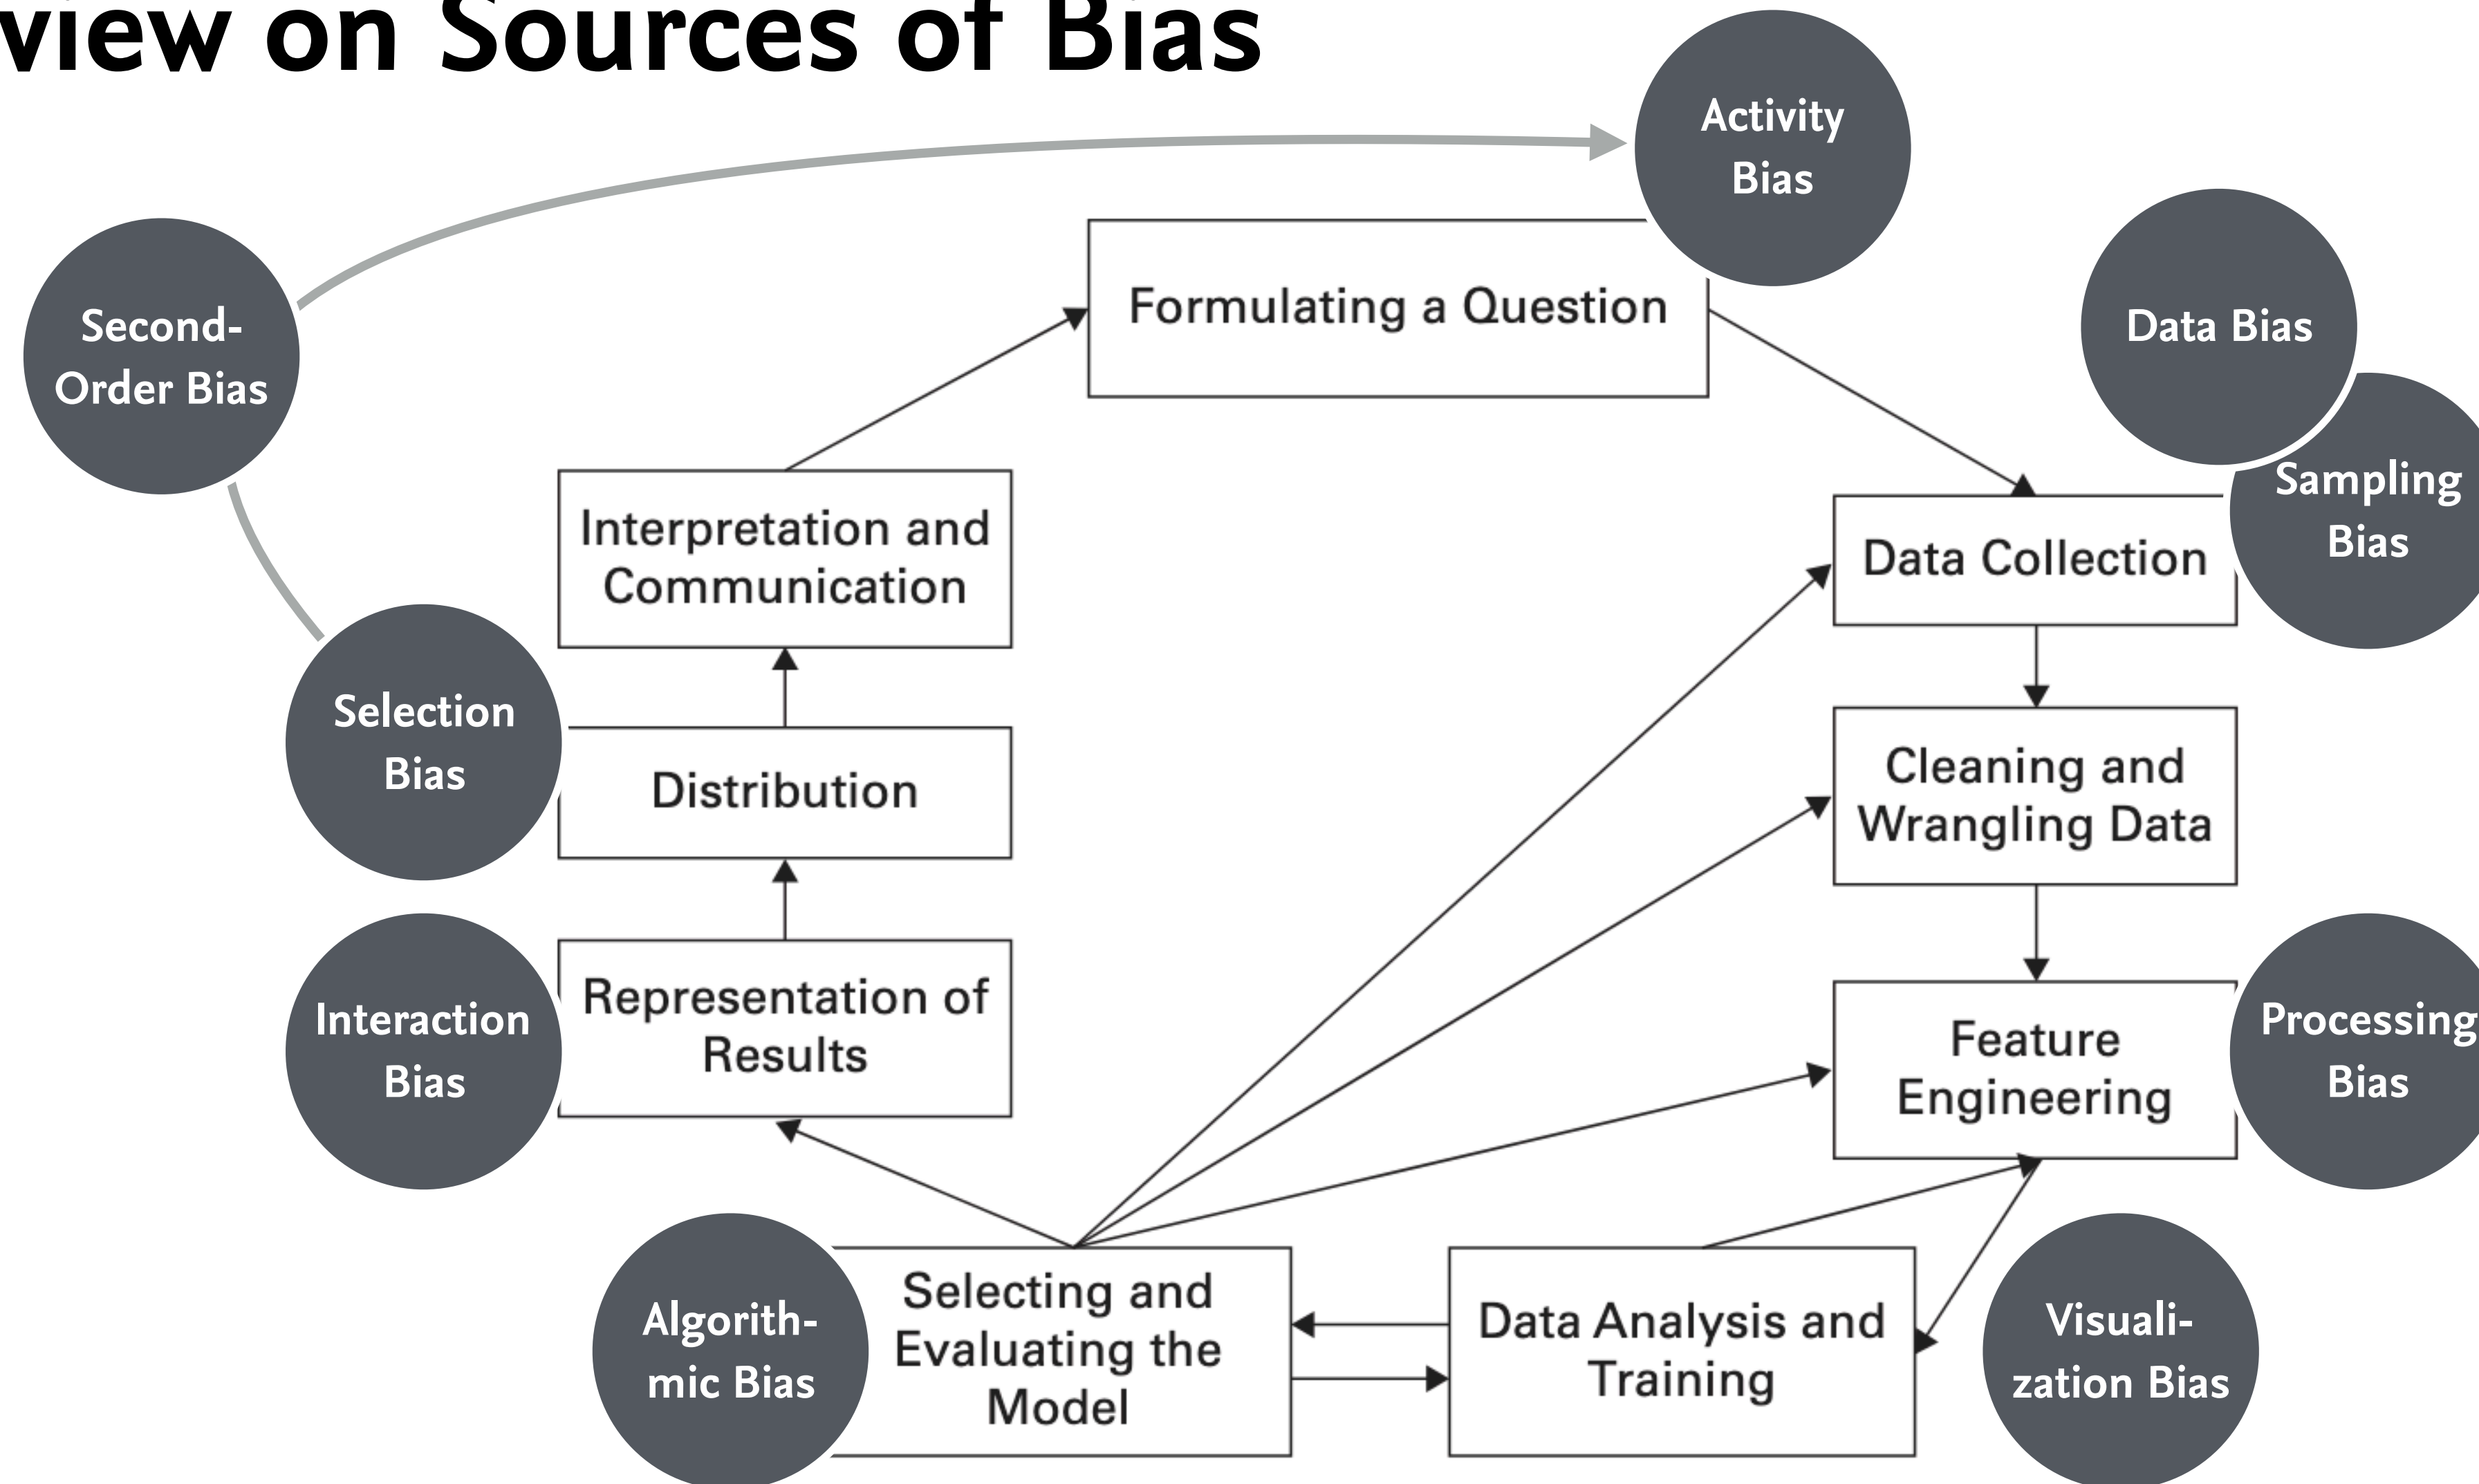 view on Sources of Bias
Activity
Bias
Second-
Order Bias
Formulating a Question
Data Bias
Sampling
Bias
Interpretation and
Communication
Data Collection
Selection
Bias
Distribution
Cleaning and
Wrangling Data
Interaction
Bias
Representation of
Results
Feature
Engineering
Processing
Bias
Algorith-
mic Bias
Selecting and
Evaluating the
Model
Data Analysis and
Training
Visuali-
zation Bias